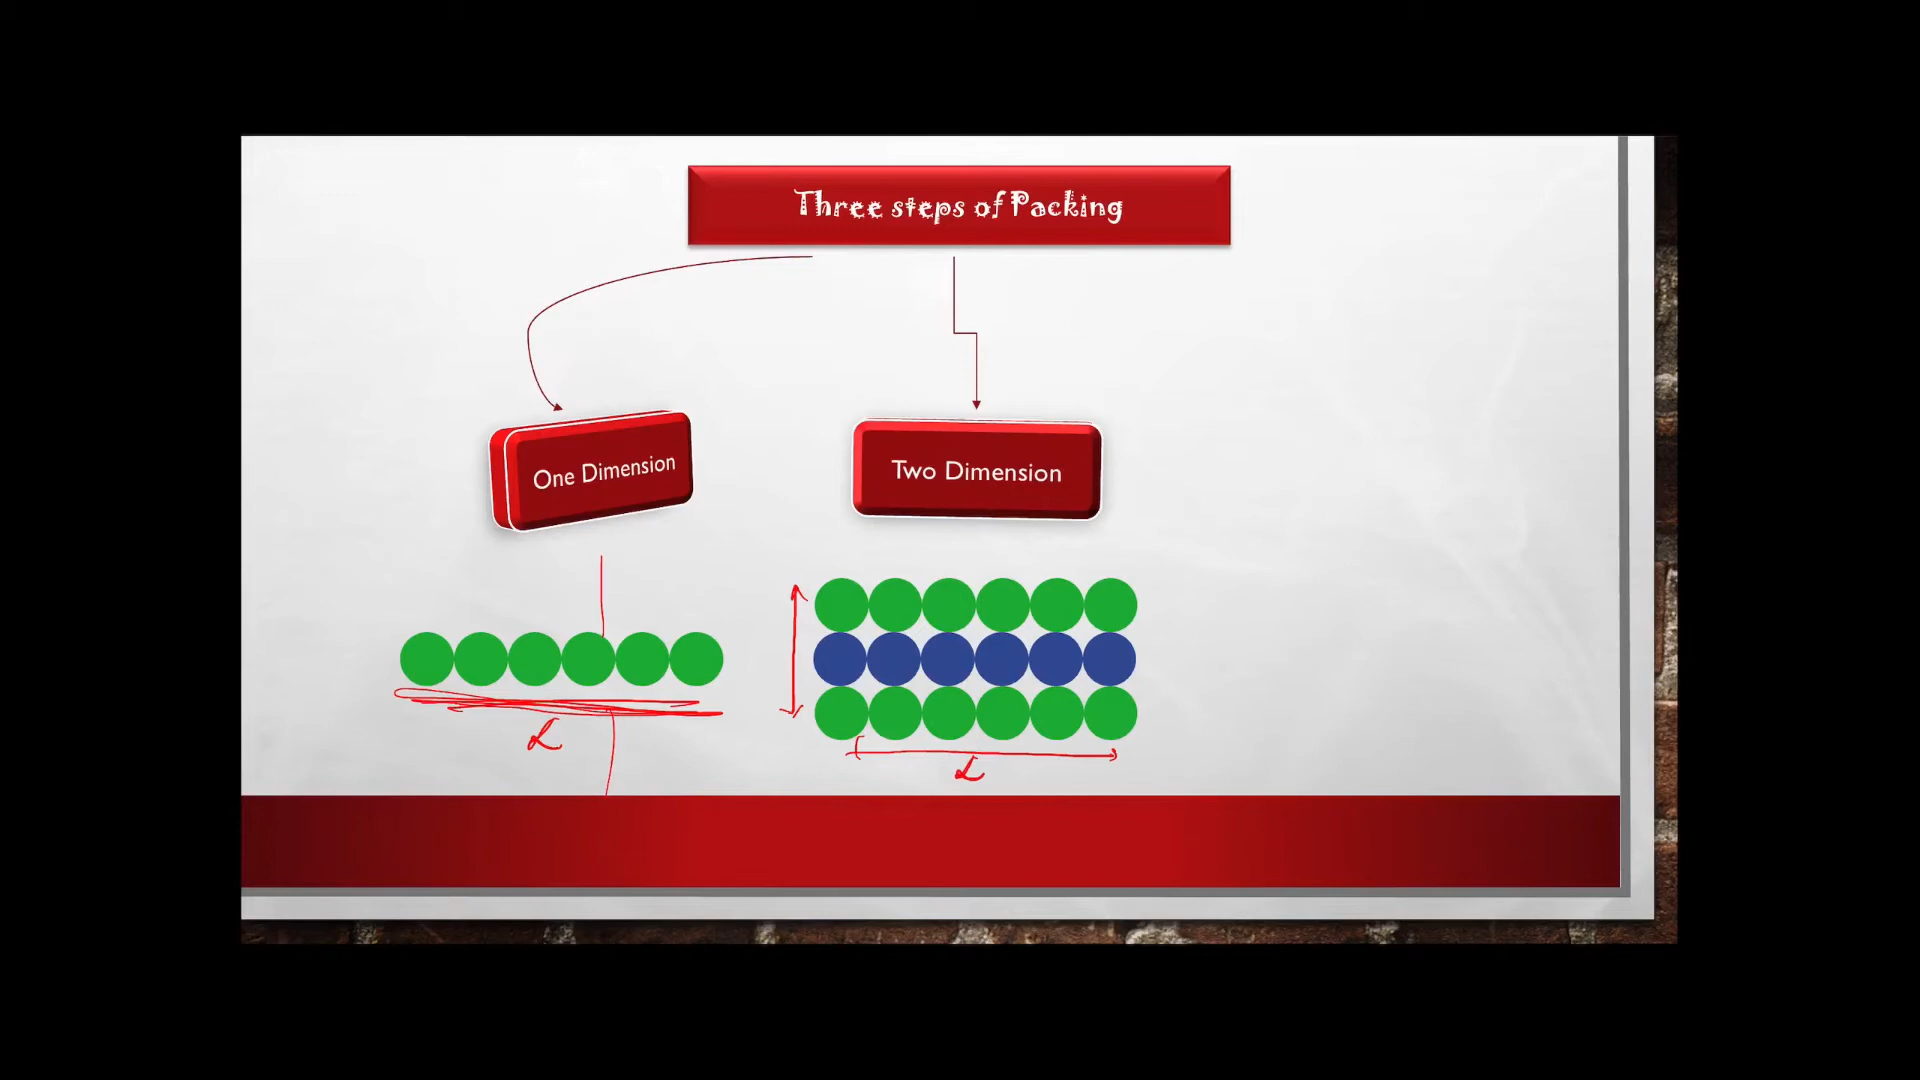 Three steps of Packing
One Dimension
Two Dimension
L
L